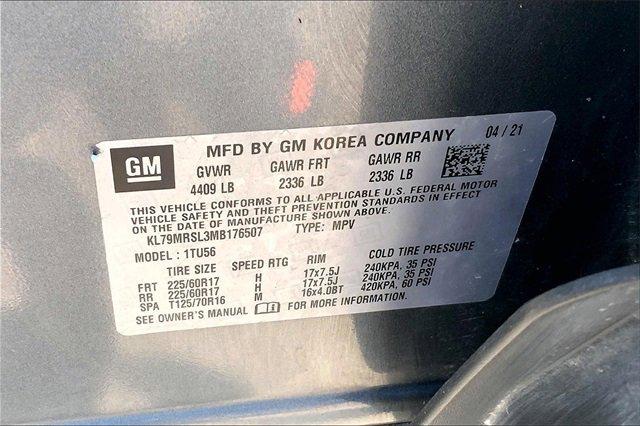 GM
MFD BY GM KOREA COMPANY 04 / 21
GVWR GAWR FRT GAWR RR
4409 LB 2336 LB 2336 LB
THIS VEHICLE CONFORMS TO ALL APPLICABLE U.S. FEDERAL MOTOR
VEHICLE SAFETY AND THEFT PREVENTION STANDARDS IN EFFECT
ON THE DATE OF MANUFACTURE SHOWN ABOVE.
KL79MRSL3MB176507 TYPE: MPV
MODEL : 1TU56
TIRE SIZE SPEED RTG RIM COLD TIRE PRESSURE
FRT 225/60R17 H 17x7.5J 240KPA, 35 PSI
RR 225/60R17 H 17x7.5J 240KPA, 35 PSI
SPA T125/70R16 M 16x4.0BT 420KPA, 60 PSI
SEE OWNER'S MANUAL FOR MORE INFORMATION.